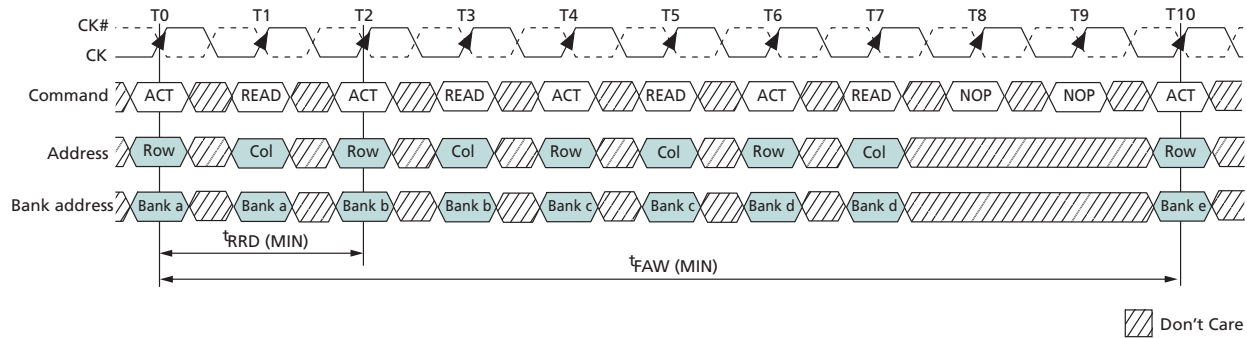 T0 T1 T2 T3 T4 T5 T6 T7 T8 T9 T10
CK#
CK
Command ACT READ ACT READ ACT READ ACT READ NOP NOP ACT
Address Row Col Row Col Row Col Row Col Row
Bank address Bank a Bank a Bank b Bank b Bank c Bank c Bank d Bank d Bank e
tRRD (MIN)
tFAW (MIN)
Don't Care